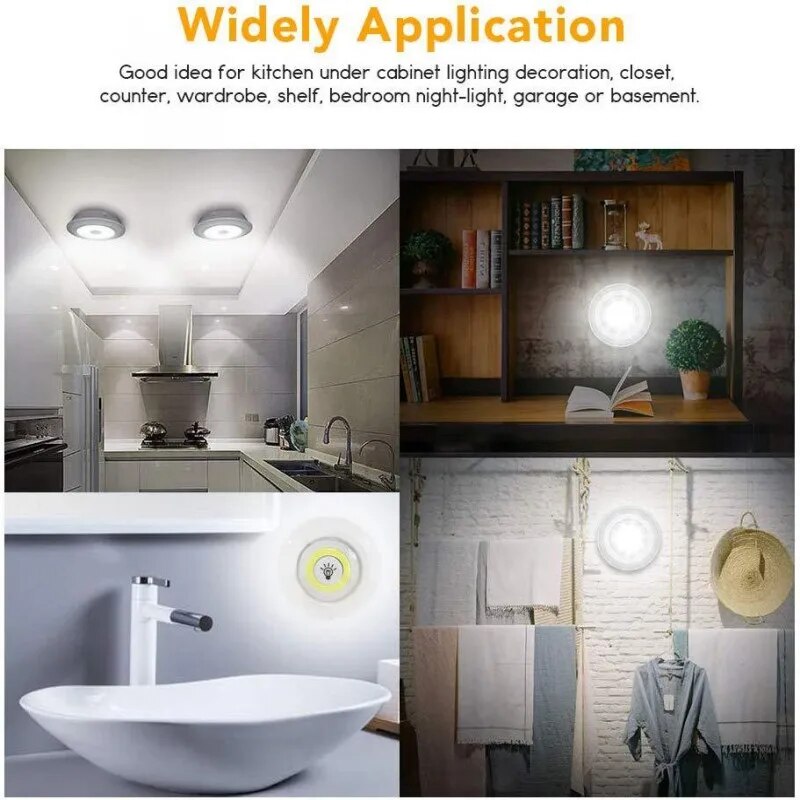 Widely Application
Good idea for kitchen under cabinet lighting decoration, closet,
counter, wardrobe, shelf, bedroom night-light, garage or basement.